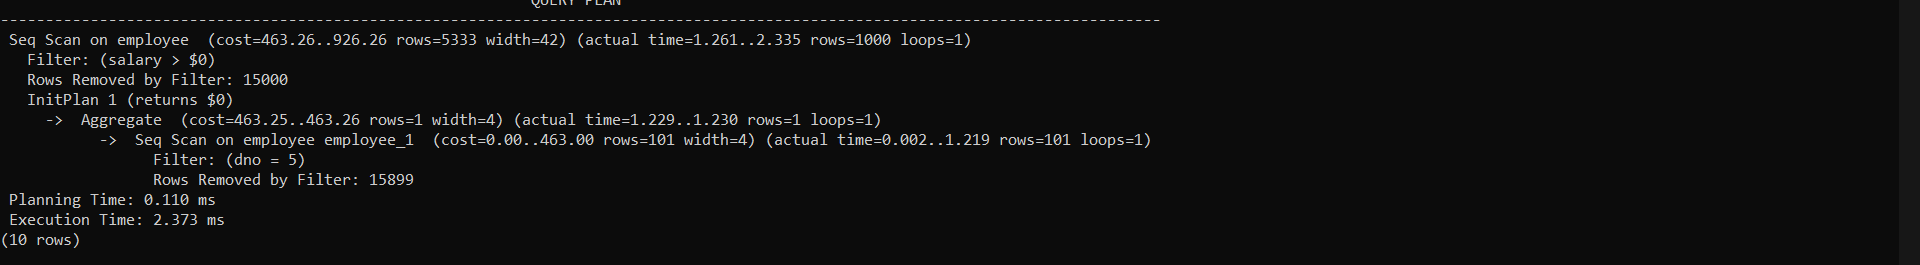 QUERY PLAN
-----------------------------------------------------------------------------------------------------------------------------
Seq Scan on employee  (cost=463.26..926.26 rows=5333 width=42) (actual time=1.261..2.335 rows=1000 loops=1)
  Filter: (salary > $0)
  Rows Removed by Filter: 15000
  InitPlan 1 (returns $0)
    ->  Aggregate  (cost=463.25..463.26 rows=1 width=4) (actual time=1.229..1.230 rows=1 loops=1)
          ->  Seq Scan on employee employee_1  (cost=0.00..463.00 rows=101 width=4) (actual time=0.002..1.219 rows=101 loops=1)
                Filter: (dno = 5)
                Rows Removed by Filter: 15899
Planning Time: 0.110 ms
Execution Time: 2.373 ms
(10 rows)